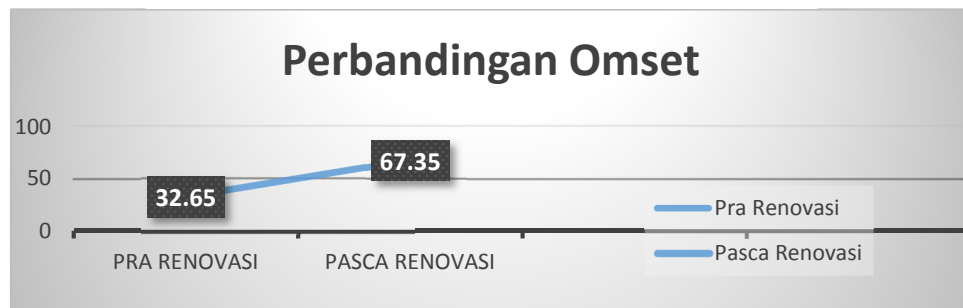 Perbandingan Omset
100
50
0
67.35
32.65
PRA RENOVASI
PASCA RENOVASI
Pra Renovasi
Pasca Renovasi